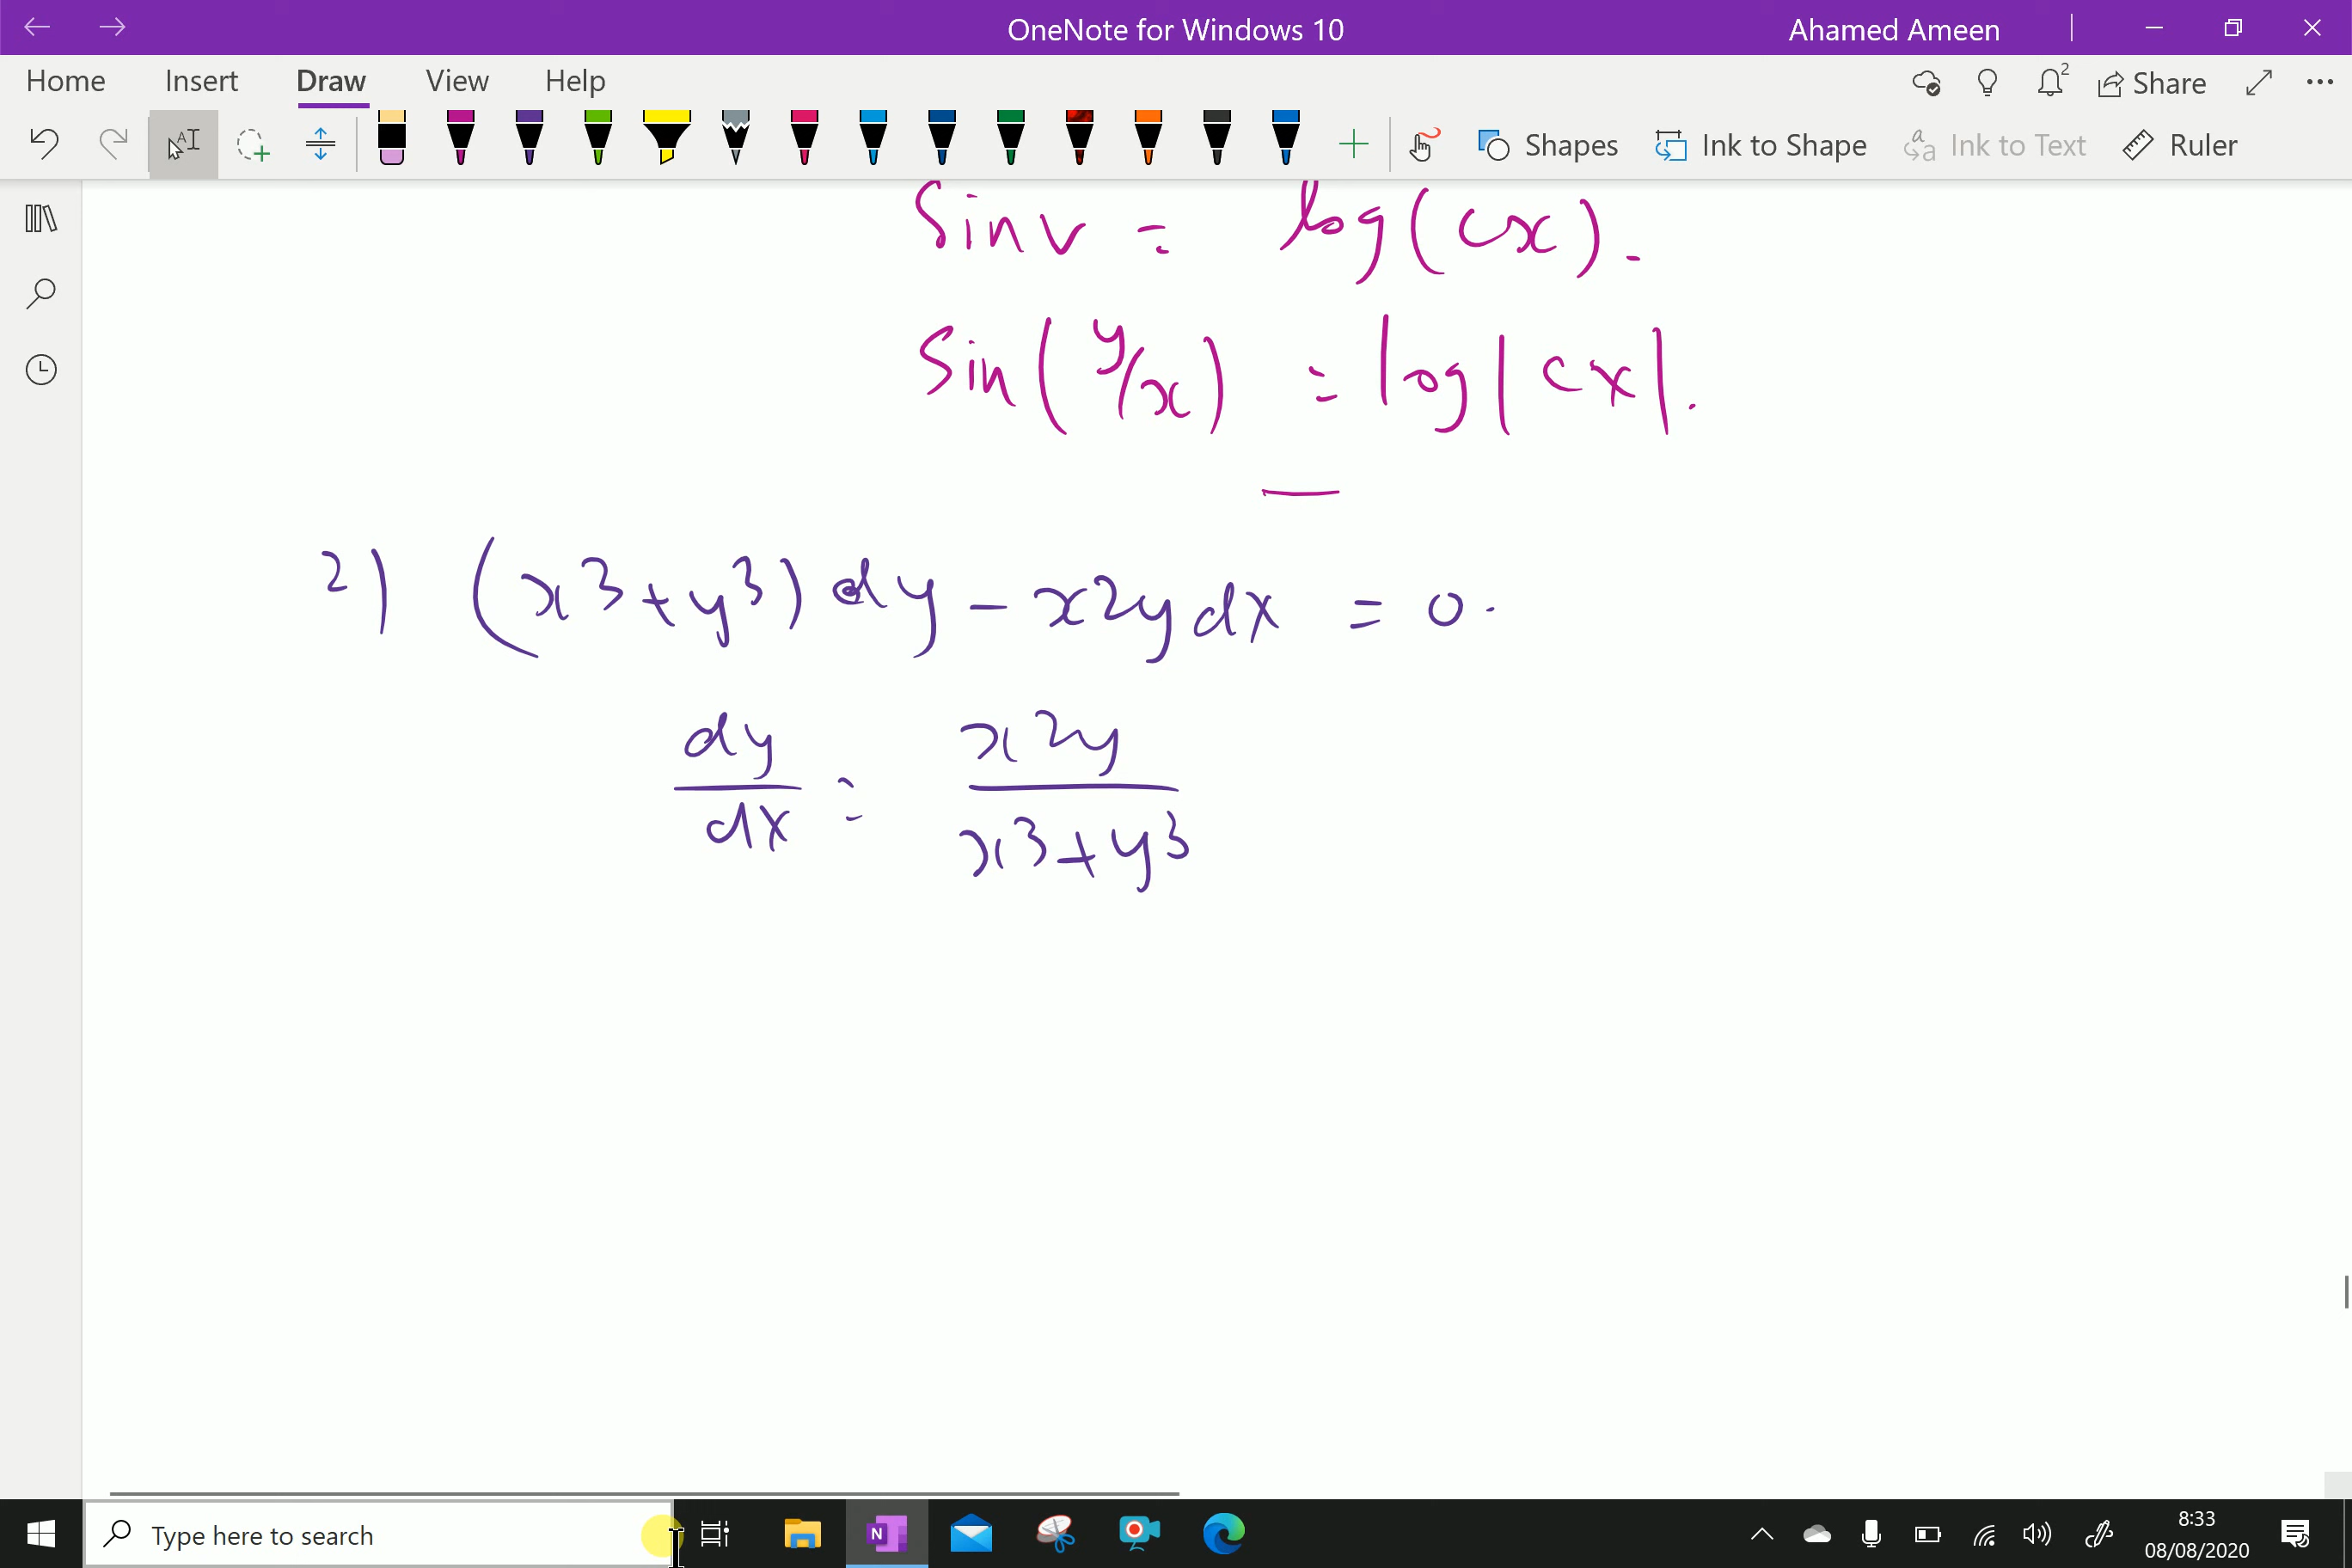 OneNote for Windows 10
Ahamed Ameen
Home Insert Draw View Help
2 Share
Shapes Ink to Shape Ink to Text Ruler
Sin v = log(cx).
Sin(y/x) = log|cx|.
2) (x³+y³)dy − x²ydx = 0.
dy/dx = x²y/x³+y³
Type here to search
8:33
08/08/2020